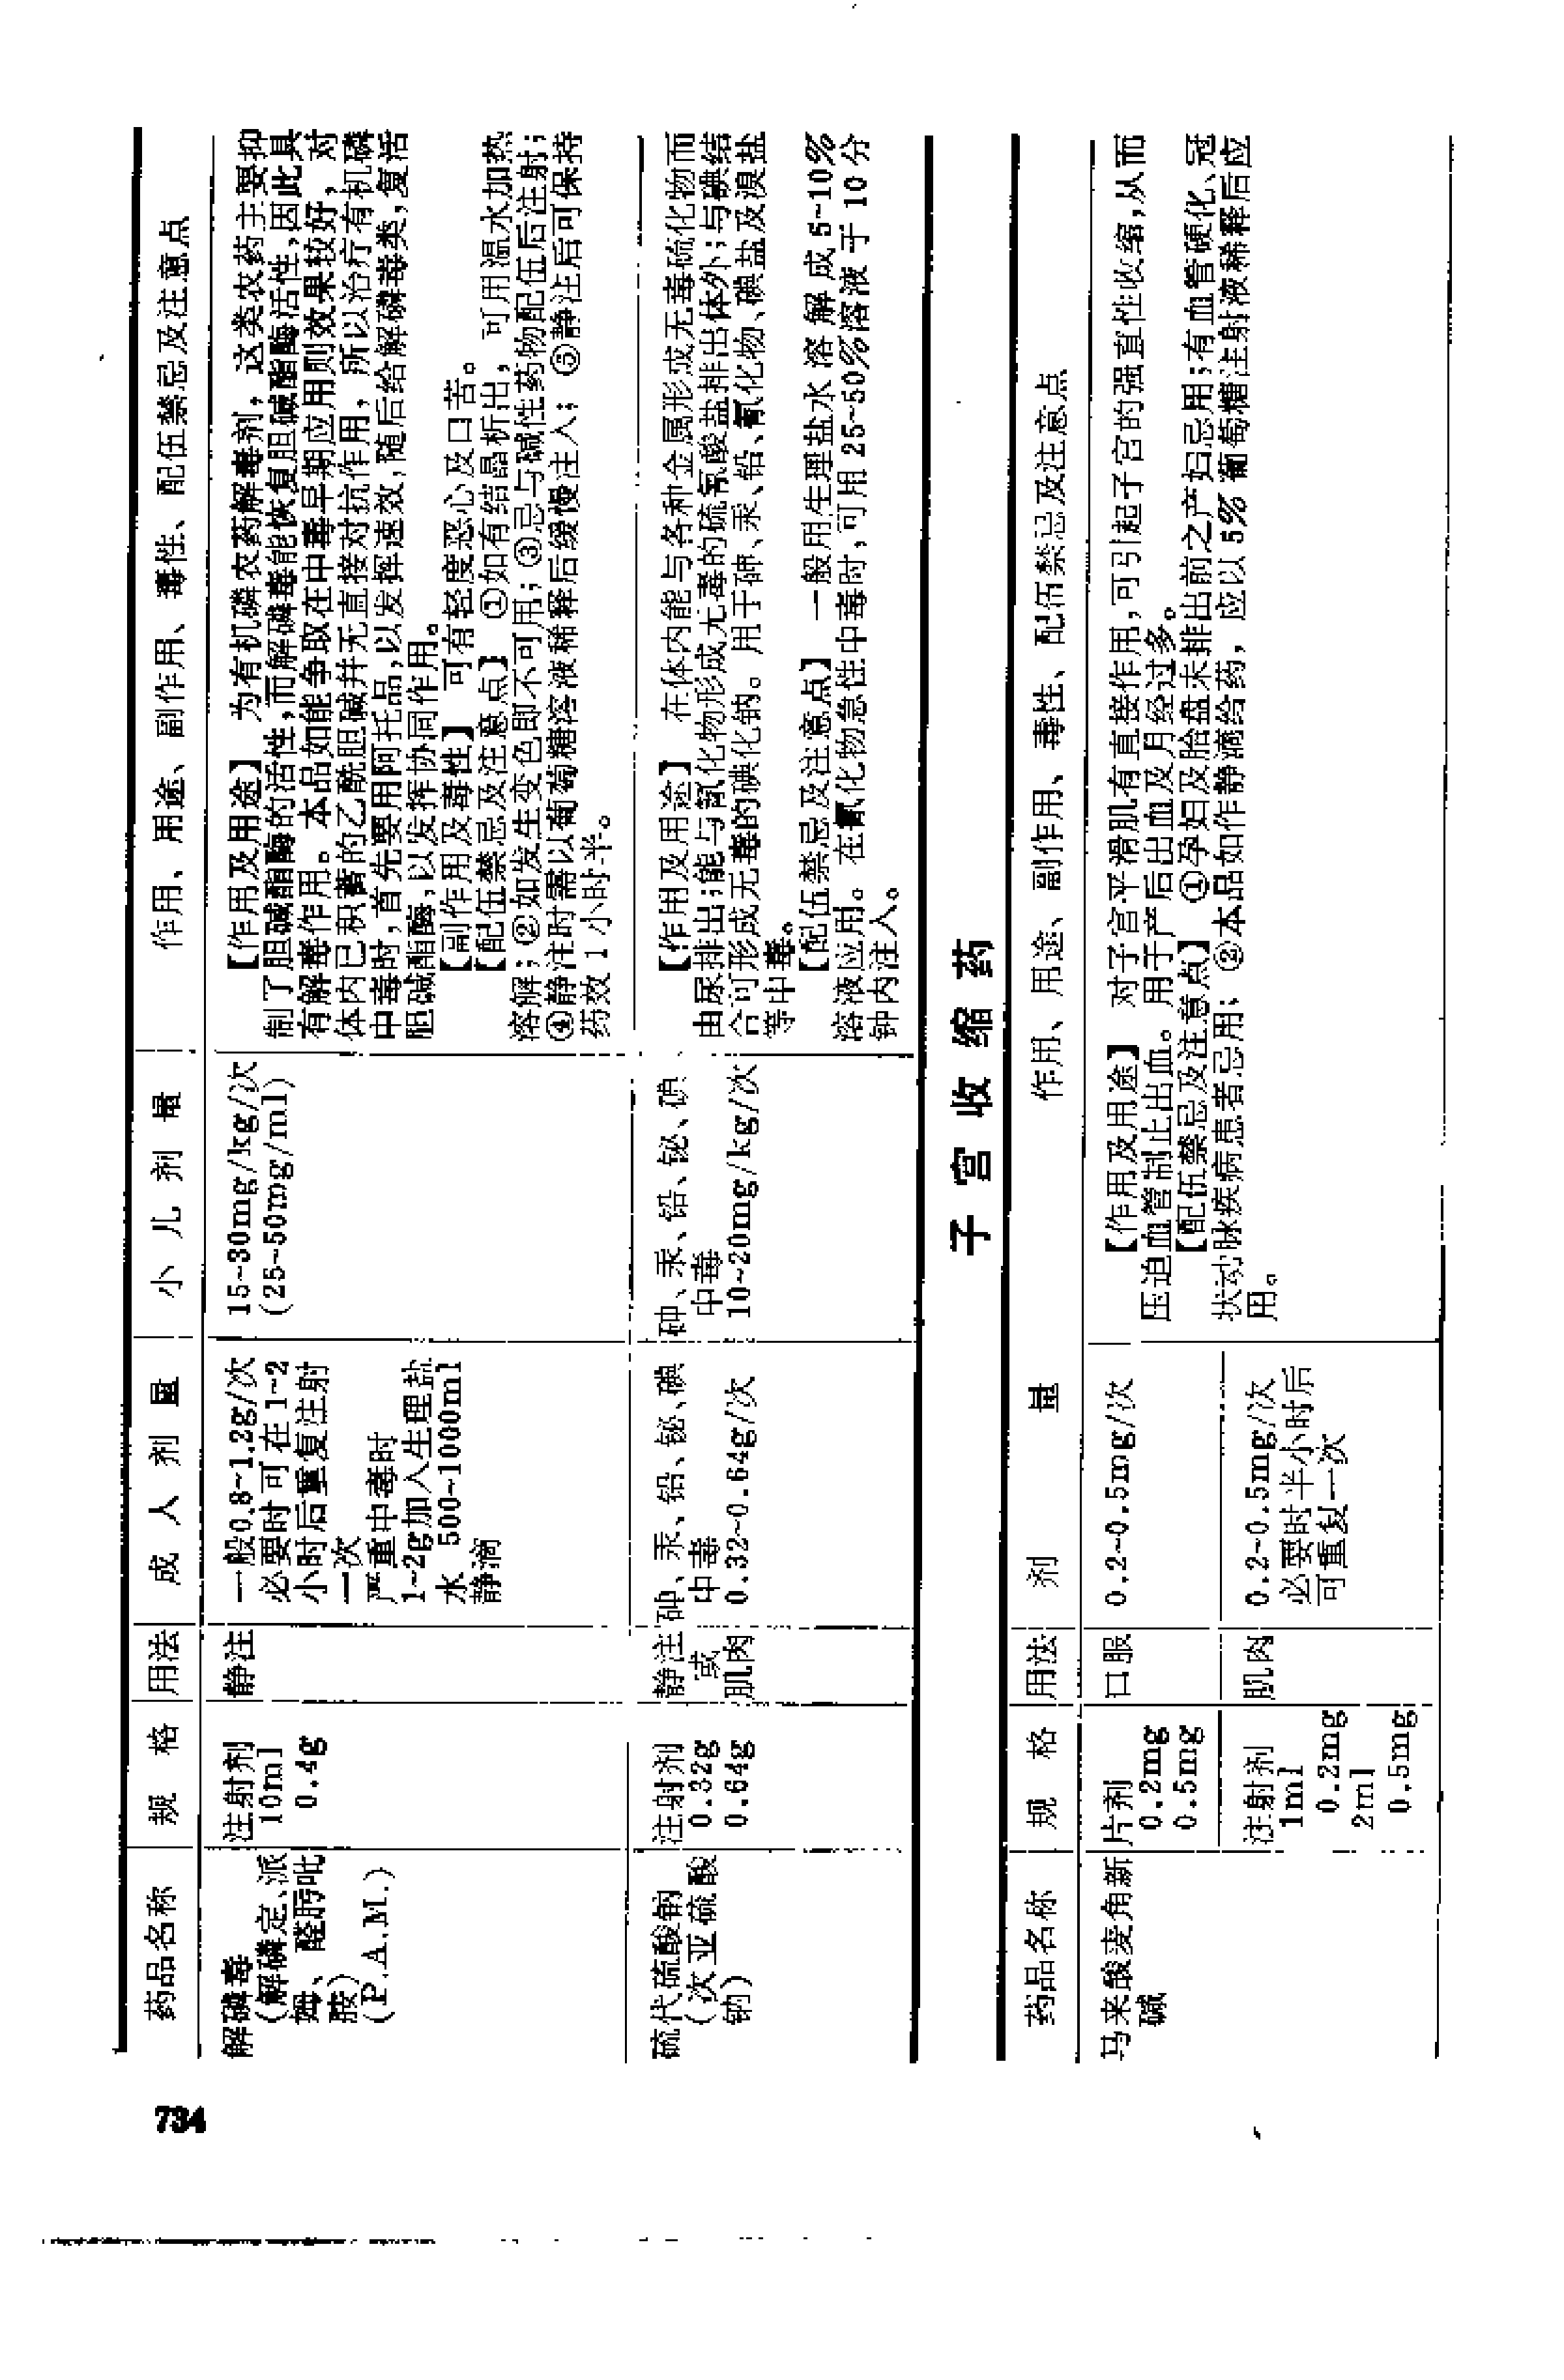 药品名称
规　格
用法
成 人 剂 量
小 儿 剂 量
作用、用途、副作用、毒性、配伍禁忌及注意点
解磷毒
(解磷定、派
姆、醛肟吡
胺)
(P.A.M.)
注射剂
10ml
0.4g
静注
一般0.8~1.2g/次
必要时可在1~2
小时后重复注射
一次
严重中毒时
1~2g加入生理盐
水 500~1000ml
静滴
15~30mg/kg/次
(25~50mg/ml)
【作用及用途】 为有机磷农药解毒剂，这类农药主要抑
制了胆碱酯酶的活性,而解磷毒能恢复胆碱酯酶活性,因此具
有解毒作用。本品如能争取在中毒早期应用则效果较好，对
体内已积蓄的乙酰胆碱并无直接对抗作用，所以治疗有机磷
中毒时,首先要用阿托品,以发挥速效,随后给解磷毒类,复活
胆碱酯酶,以发挥协同作用。
【副作用及毒性】 可有轻度恶心及口苦。
【配伍禁忌及注意点】 ①如有结晶析出，可用温水加热
溶解；②如发生变色即不可用；③忌与碱性药物配伍后注射；
④静注时需以葡萄糖溶液稀释后缓慢注入；⑤静注后可保持
药效1小时半。
硫代硫酸钠
(次亚硫酸
钠)
注射剂
0.32g
0.64g
静注
或
肌肉
砷、汞、铅、铋、碘
中毒
0.32~0.64g/次
砷、汞、铅、铋、碘
中毒
10~20mg/kg/次
【作用及用途】 在体内能与各种金属形成无毒硫化物而
由尿排出;能与氰化物形成无毒的硫氰酸盐排出体外;与碘结
合可形成无毒的碘化钠。用于砷、汞、铅、氰化物、碘盐及溴盐
等中毒。
【配伍禁忌及注意点】 一般用生理盐水溶解成5~10%
溶液应用。在氰化物急性中毒时,可用25~50%溶液于10分
钟内注入。
子 宫 收 缩 药
药品名称
规　格
用法
剂　量
作用、用途、副作用、毒性、配伍禁忌及注意点
马来酸麦角新
碱
片剂
0.2mg
0.5mg
口服
0.2~0.5mg/次
注射剂
1ml
0.2mg
2ml
0.5mg
肌肉
0.2~0.5mg/次
必要时半小时后
可重复一次
【作用及用途】 对子宫平滑肌有直接作用,可引起子宫的强直性收缩,从而
压迫血管制止出血。用于产后出血及月经过多。
【配伍禁忌及注意点】 ①孕妇及胎盘未排出前之产妇忌用;有血管硬化、冠
状动脉疾病患者忌用；②本品如作静滴给药，应以5%葡萄糖注射液稀释后应
用。
734